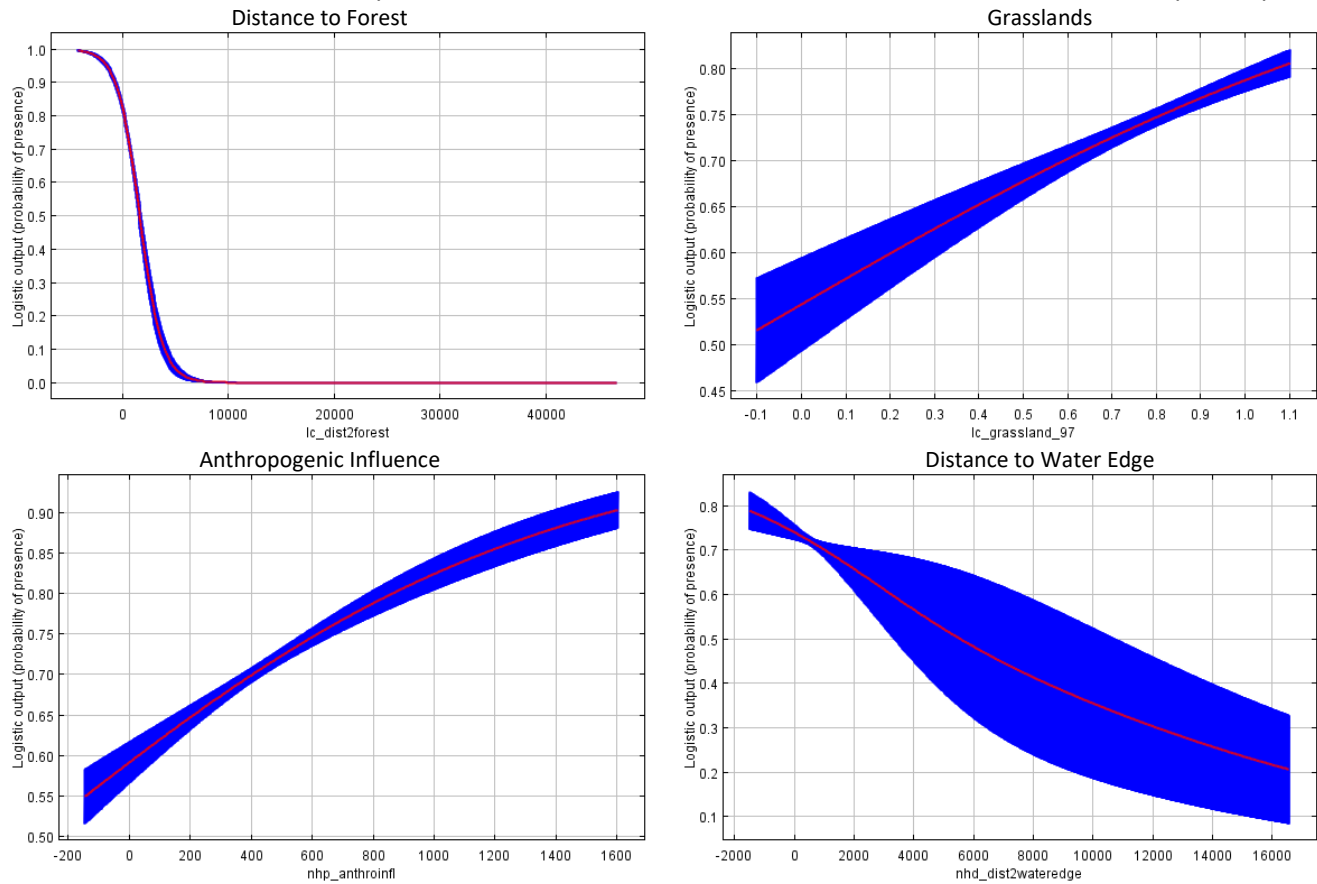 Distance to Forest
Grasslands
Logistic output (probability of presence)
1.0
0.9
0.8
0.7
0.6
0.5
0.4
0.3
0.2
0.1
0.0
0 10000 20000 30000 40000
lc_dist2forest
Logistic output (probability of presence)
0.80
0.75
0.70
0.65
0.60
0.55
0.50
0.45
-0.1 0.0 0.1 0.2 0.3 0.4 0.5 0.6 0.7 0.8 0.9 1.0 1.1
lc_grassland_97
Anthropogenic Influence
Distance to Water Edge
Logistic output (probability of presence)
0.90
0.85
0.80
0.75
0.70
0.65
0.60
0.55
0.50
-200 0 200 400 600 800 1000 1200 1400 1600
nhp_anthroinfl
Logistic output (probability of presence)
0.8
0.7
0.6
0.5
0.4
0.3
0.2
0.1
-2000 0 2000 4000 6000 8000 10000 12000 14000 16000
nhd_dist2wateredge